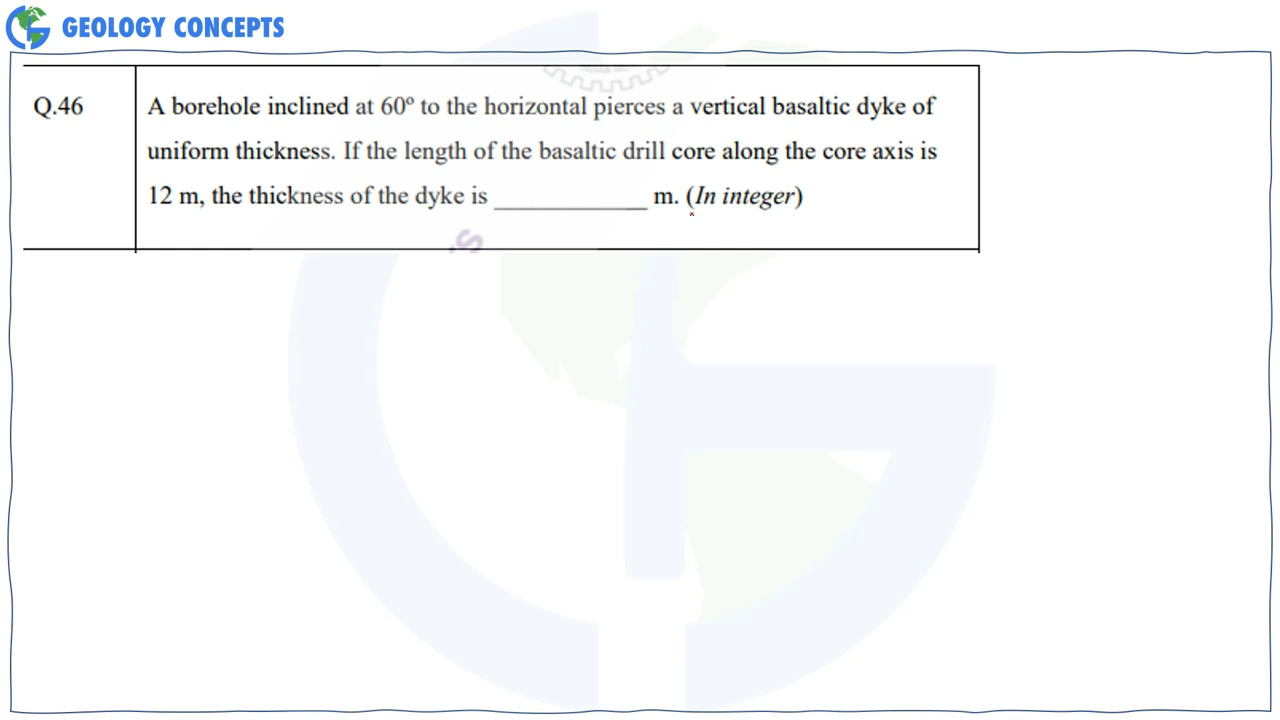 GEOLOGY CONCEPTS
Q.46
A borehole inclined at 60º to the horizontal pierces a vertical basaltic dyke of
uniform thickness. If the length of the basaltic drill core along the core axis is
12 m, the thickness of the dyke is ____________ m. (In integer)